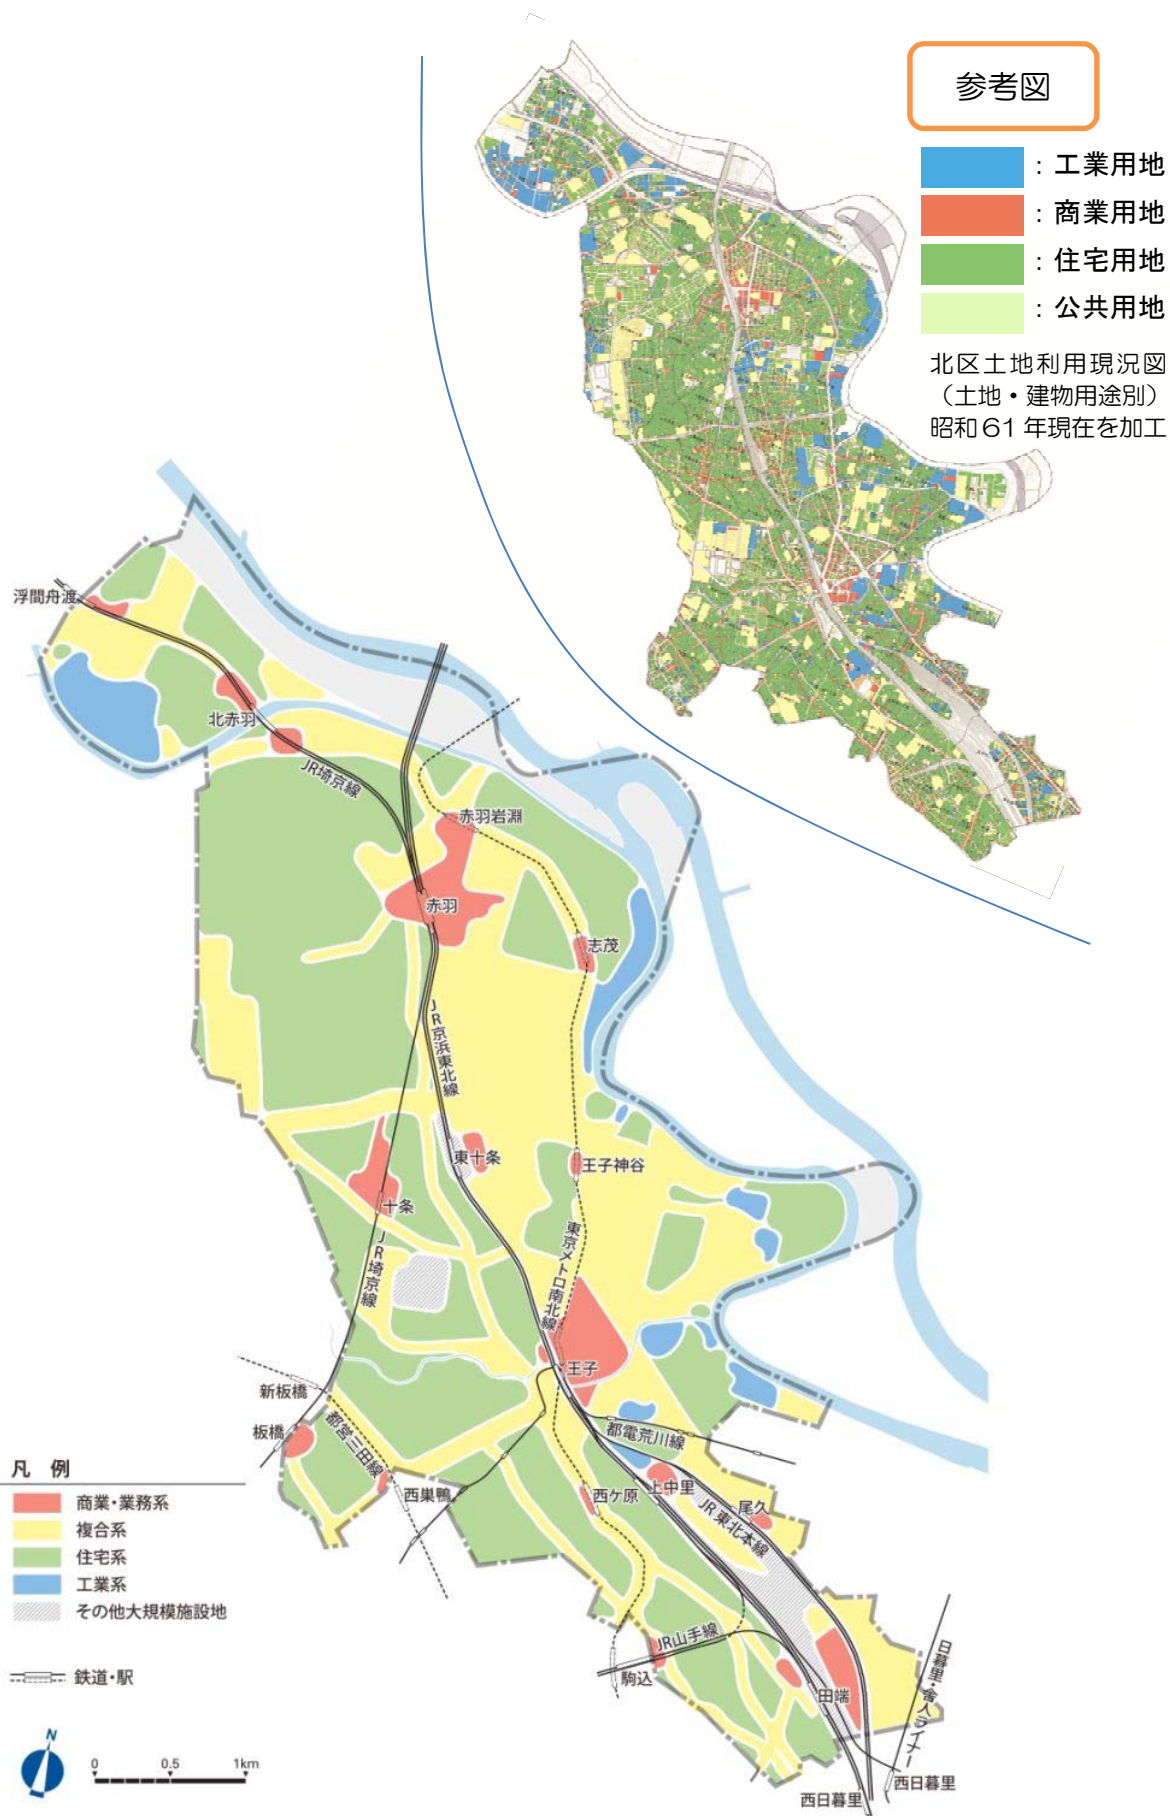 参考図
：工業用地
：商業用地
：住宅用地
：公共用地
北区土地利用現況図
（土地・建物用途別）
昭和61年現在を加工
浮間舟渡
北赤羽
JR埼京線
赤羽岩淵
赤羽
志茂
JR京浜東北線
東十条
王子神谷
十条
JR埼京線
東京メトロ南北線
王子
新板橋
板橋
都営三田線
西巣鴨
都電荒川線
上中里
西ケ原
尾久
JR東北本線
JR山手線
駒込
田端
日暮里・舎人ライナー
西日暮里
西日暮里
凡 例
商業・業務系
複合系
住宅系
工業系
その他大規模施設地
鉄道・駅
N
0 0.5 1km